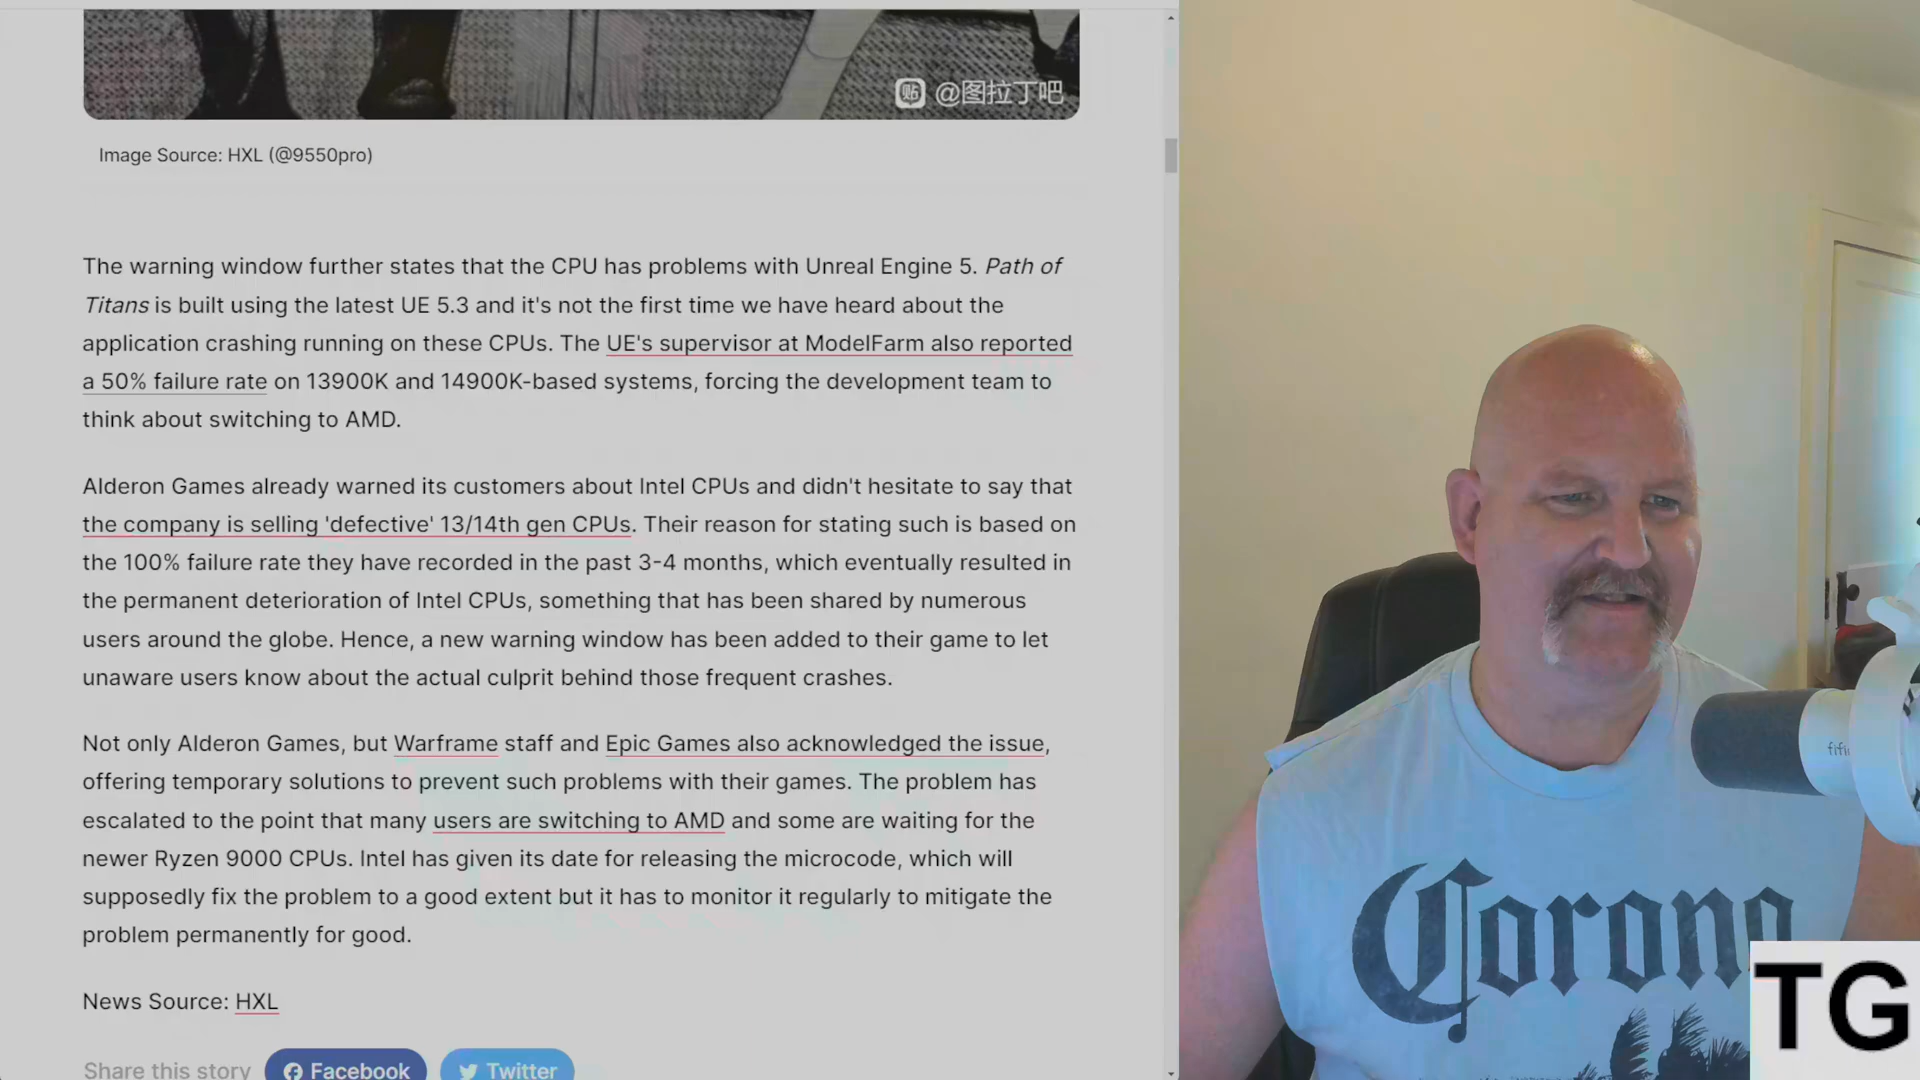 贴 @图拉丁吧
Image Source: HXL (@9550pro)
The warning window further states that the CPU has problems with Unreal Engine 5. Path of
Titans is built using the latest UE 5.3 and it's not the first time we have heard about the
application crashing running on these CPUs. The UE's supervisor at ModelFarm also reported
a 50% failure rate on 13900K and 14900K-based systems, forcing the development team to
think about switching to AMD.
Alderon Games already warned its customers about Intel CPUs and didn't hesitate to say that
the company is selling 'defective' 13/14th gen CPUs. Their reason for stating such is based on
the 100% failure rate they have recorded in the past 3-4 months, which eventually resulted in
the permanent deterioration of Intel CPUs, something that has been shared by numerous
users around the globe. Hence, a new warning window has been added to their game to let
unaware users know about the actual culprit behind those frequent crashes.
Not only Alderon Games, but Warframe staff and Epic Games also acknowledged the issue,
offering temporary solutions to prevent such problems with their games. The problem has
escalated to the point that many users are switching to AMD and some are waiting for the
newer Ryzen 9000 CPUs. Intel has given its date for releasing the microcode, which will
supposedly fix the problem to a good extent but it has to monitor it regularly to mitigate the
problem permanently for good.
News Source: HXL
Share this story Facebook Twitter
Corona
TG